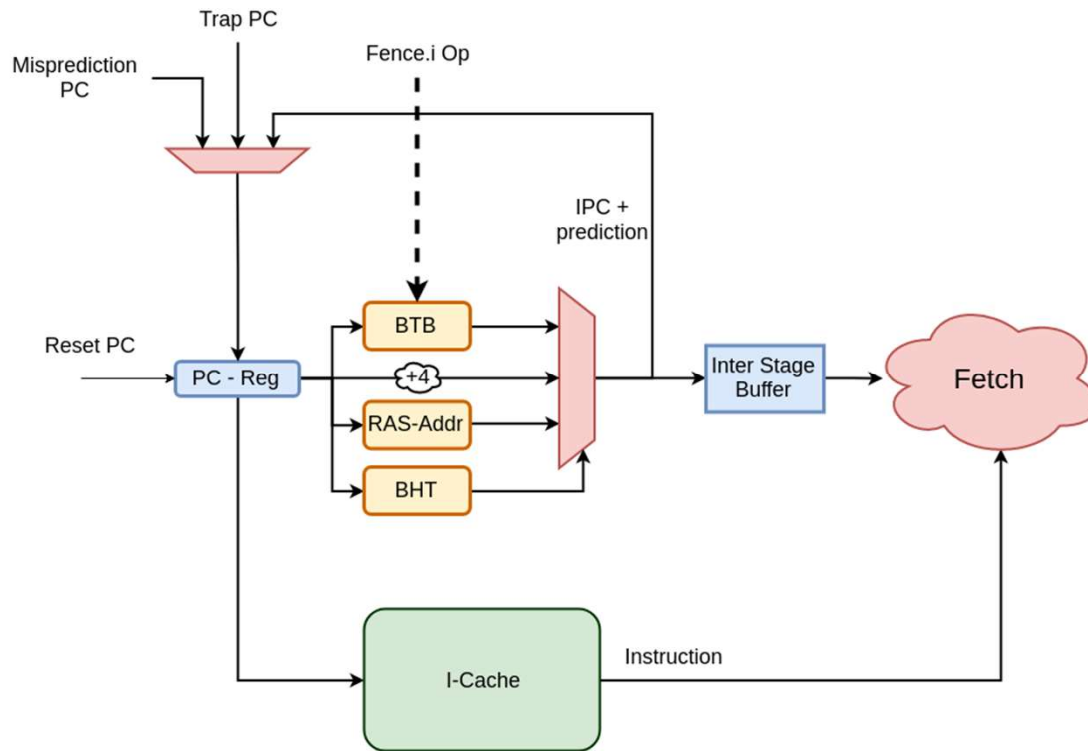 Trap PC
Misprediction
PC
Fence.i Op
IPC +
prediction
BTB
Reset PC
PC - Reg
+4
Inter Stage
Buffer
Fetch
RAS-Addr
BHT
I-Cache
Instruction